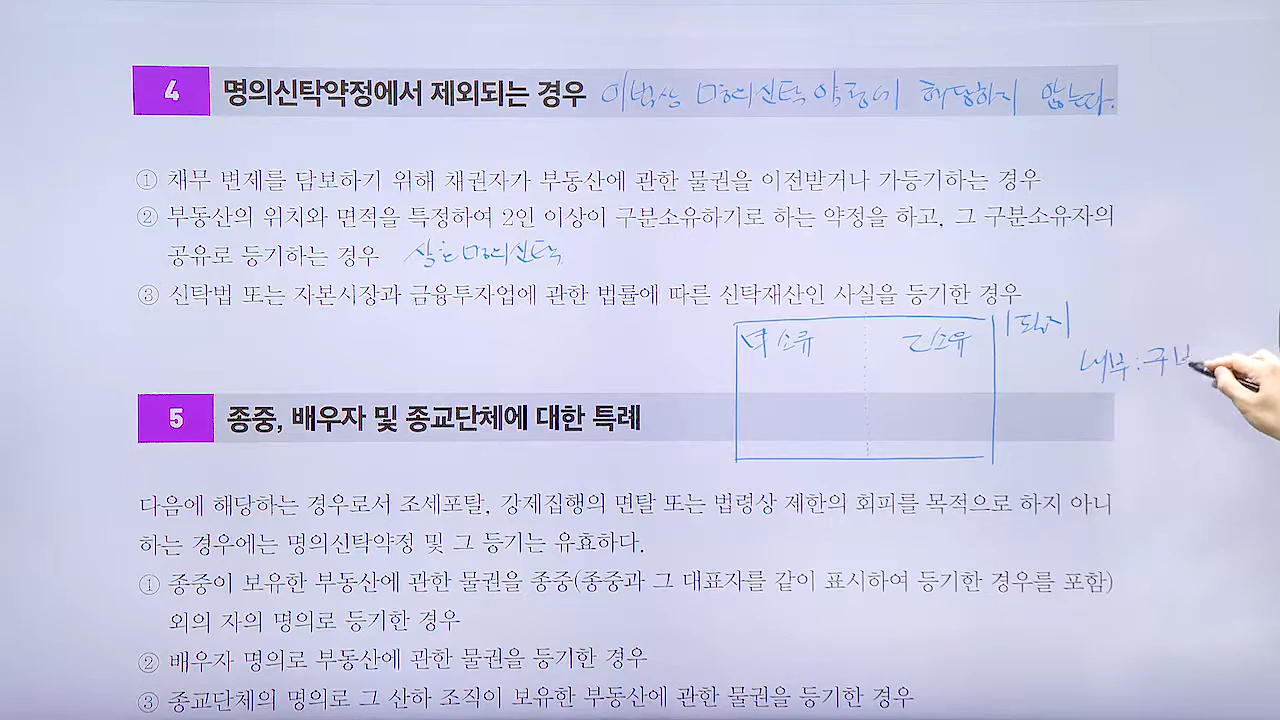 4 명의신탁약정에서 제외되는 경우 이법상 명의신탁약정에 해당하지 않는다.
① 채무 변제를 담보하기 위해 채권자가 부동산에 관한 물권을 이전받거나 가등기하는 경우
② 부동산의 위치와 면적을 특정하여 2인 이상이 구분소유하기로 하는 약정을 하고, 그 구분소유자의
공유로 등기하는 경우 상호명의신탁
③ 신탁법 또는 자본시장과 금융투자업에 관한 법률에 따른 신탁재산인 사실을 등기한 경우
소유 소유 1필지
내부: 구분
5 종중, 배우자 및 종교단체에 대한 특례
다음에 해당하는 경우로서 조세포탈, 강제집행의 면탈 또는 법령상 제한의 회피를 목적으로 하지 아니
하는 경우에는 명의신탁약정 및 그 등기는 유효하다.
① 종중이 보유한 부동산에 관한 물권을 종중(종중과 그 대표자를 같이 표시하여 등기한 경우를 포함)
외의 자의 명의로 등기한 경우
② 배우자 명의로 부동산에 관한 물권을 등기한 경우
③ 종교단체의 명의로 그 산하 조직이 보유한 부동산에 관한 물권을 등기한 경우